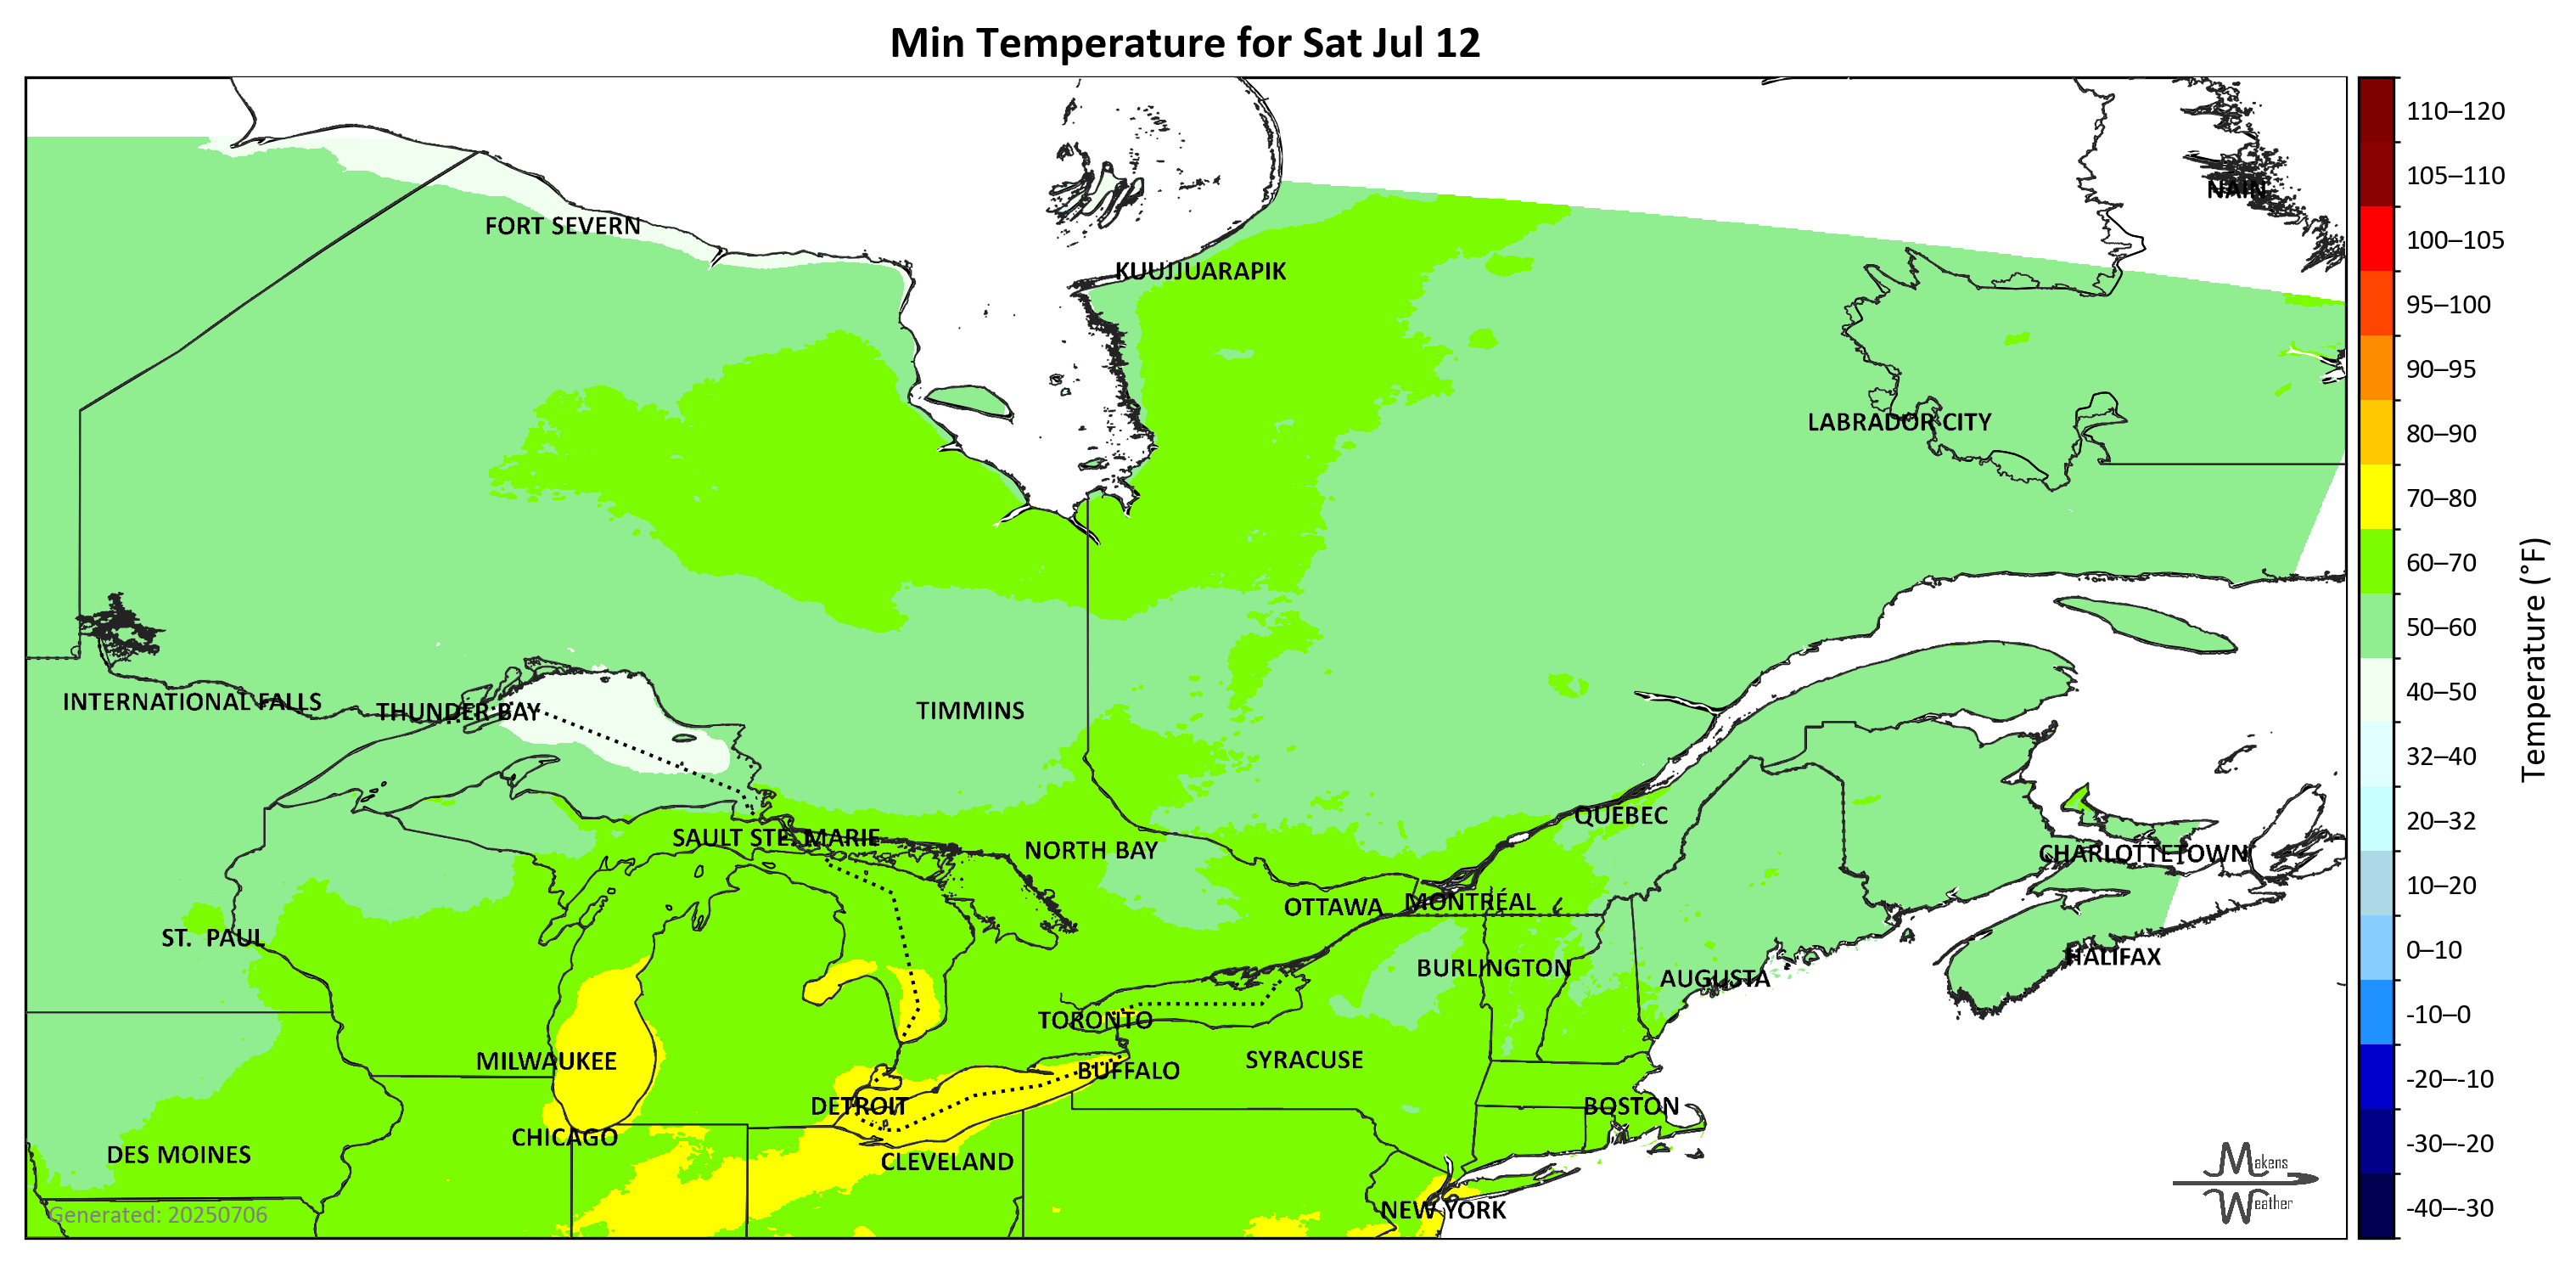 Min Temperature for Sat Jul 12
110–120
105–110
100–105
95–100
90–95
80–90
70–80
60–70
50–60
40–50
32–40
20–32
10–20
0–10
-10–0
-20–-10
-30–-20
-40–-30
Temperature (°F)
NAIN
FORT SEVERN
KUUJJUARAPIK
LABRADOR CITY
INTERNATIONAL FALLS
THUNDER BAY
TIMMINS
QUÉBEC
SAULT STE. MARIE
NORTH BAY
CHARLOTTETOWN
OTTAWA
MONTRÉAL
ST. PAUL
HALIFAX
BURLINGTON
AUGUSTA
TORONTO
MILWAUKEE
SYRACUSE
BUFFALO
DETROIT
BOSTON
CHICAGO
DES MOINES
CLEVELAND
NEW YORK
Generated: 20250706
Makens
Weather